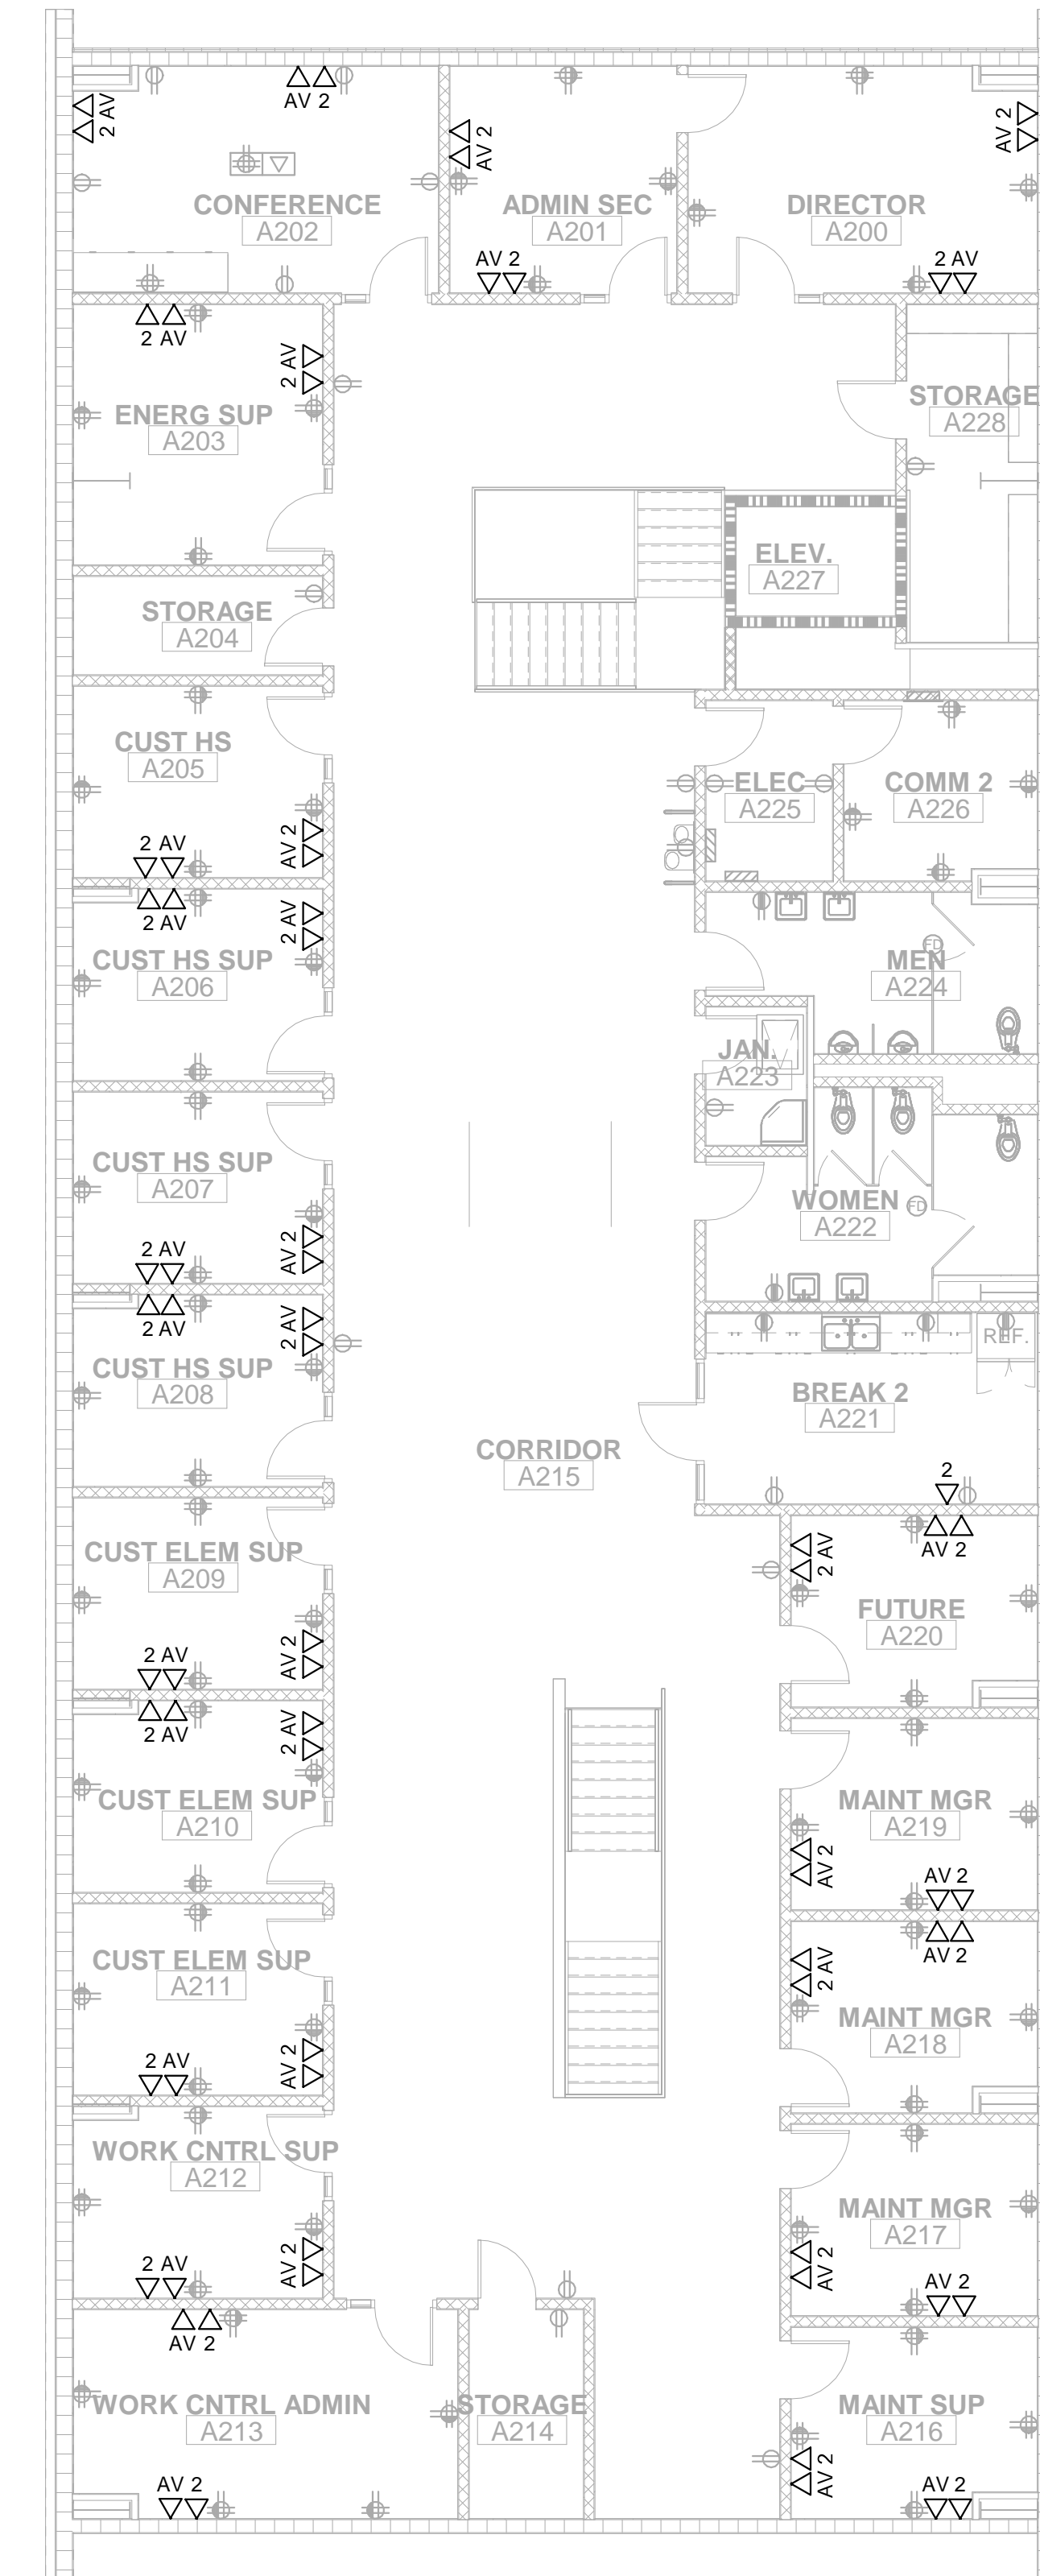 AV 2
2 AV
AV 2
AV 2
CONFERENCE
A202
ADMIN SEC
A201
DIRECTOR
A200
AV 2
2 AV
2 AV
2 AV
ENERG SUP
A203
STORAGE
A228
ELEV.
A227
STORAGE
A204
CUST HS
A205
ELEC
A225
COMM 2
A226
AV 2
2 AV
2 AV
2 AV
CUST HS SUP
A206
FD
MEN
A224
JAN.
A223
CUST HS SUP
A207
WOMEN
A222
FD
AV 2
2 AV
2 AV
2 AV
REF.
CUST HS SUP
A208
BREAK 2
A221
CORRIDOR
A215
2
AV 2
2 AV
CUST ELEM SUP
A209
FUTURE
A220
AV 2
2 AV
2 AV
2 AV
CUST ELEM SUP
A210
MAINT MGR
A219
AV 2
AV 2
AV 2
2 AV
CUST ELEM SUP
A211
MAINT MGR
A218
AV 2
2 AV
WORK CNTRL SUP
A212
MAINT MGR
A217
AV 2
2 AV
AV 2
AV 2
AV 2
WORK CNTRL ADMIN
A213
STORAGE
A214
MAINT SUP
A216
AV 2
AV 2
AV 2